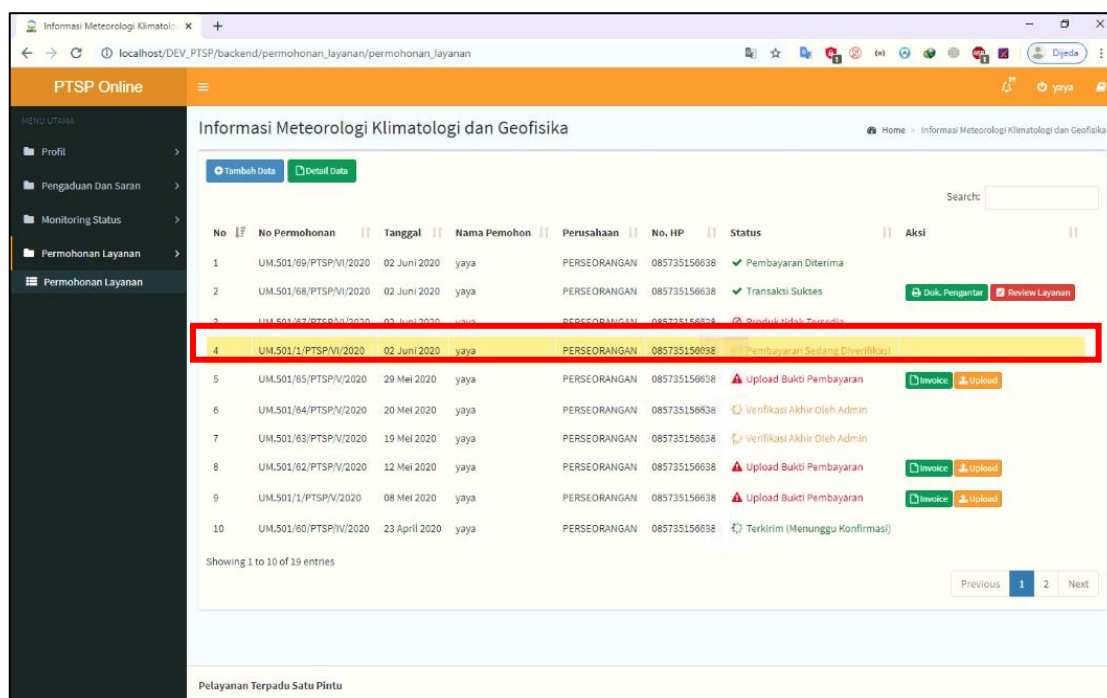 Informasi Meteorologi Klimatolo
localhost/DEV_PTSP/backend/permohonan_layanan/permohonan_layanan
Dijeda
PTSP Online
yaya
MENU UTAMA
Profil
Pengaduan Dan Saran
Monitoring Status
Permohonan Layanan
Permohonan Layanan
Informasi Meteorologi Klimatologi dan Geofisika
Home > Informasi Meteorologi Klimatologi dan Geofisika
Tambah Data Detail Data
Search:
No No Permohonan Tanggal Nama Pemohon Perusahaan No. HP Status Aksi
1 UM.501/69/PTSP/VI/2020 02 Juni 2020 yaya PERSEORANGAN 085735156638 Pembayaran Diterima
2 UM.501/68/PTSP/VI/2020 02 Juni 2020 yaya PERSEORANGAN 085735156638 Transaksi Sukses Dok. Pengantar Review Layanan
3 UM.501/67/PTSP/VI/2020 02 Juni 2020 yaya PERSEORANGAN 085735156638 Produk tidak Tersedia
4 UM.501/1/PTSP/VI/2020 02 Juni 2020 yaya PERSEORANGAN 085735156638 Pembayaran Sedang Diverifikasi
5 UM.501/65/PTSP/V/2020 29 Mei 2020 yaya PERSEORANGAN 085735156638 Upload Bukti Pembayaran Invoice Upload
6 UM.501/64/PTSP/V/2020 20 Mei 2020 yaya PERSEORANGAN 085735156638 Verifikasi Akhir Oleh Admin
7 UM.501/63/PTSP/V/2020 19 Mei 2020 yaya PERSEORANGAN 085735156638 Verifikasi Akhir Oleh Admin
8 UM.501/62/PTSP/V/2020 12 Mei 2020 yaya PERSEORANGAN 085735156638 Upload Bukti Pembayaran Invoice Upload
9 UM.501/1/PTSP/V/2020 08 Mei 2020 yaya PERSEORANGAN 085735156638 Upload Bukti Pembayaran Invoice Upload
10 UM.501/60/PTSP/IV/2020 23 April 2020 yaya PERSEORANGAN 085735156638 Terkirim (Menunggu Konfirmasi)
Showing 1 to 10 of 19 entries
Previous 1 2 Next
Pelayanan Terpadu Satu Pintu